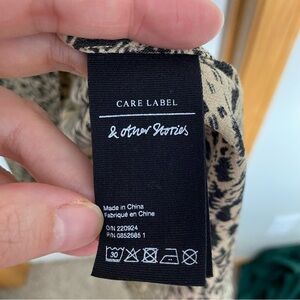 CARE LABEL
& other Stories
Made in China
Fabriqué en Chine
O/N 220924
P/N 0852685 1
30